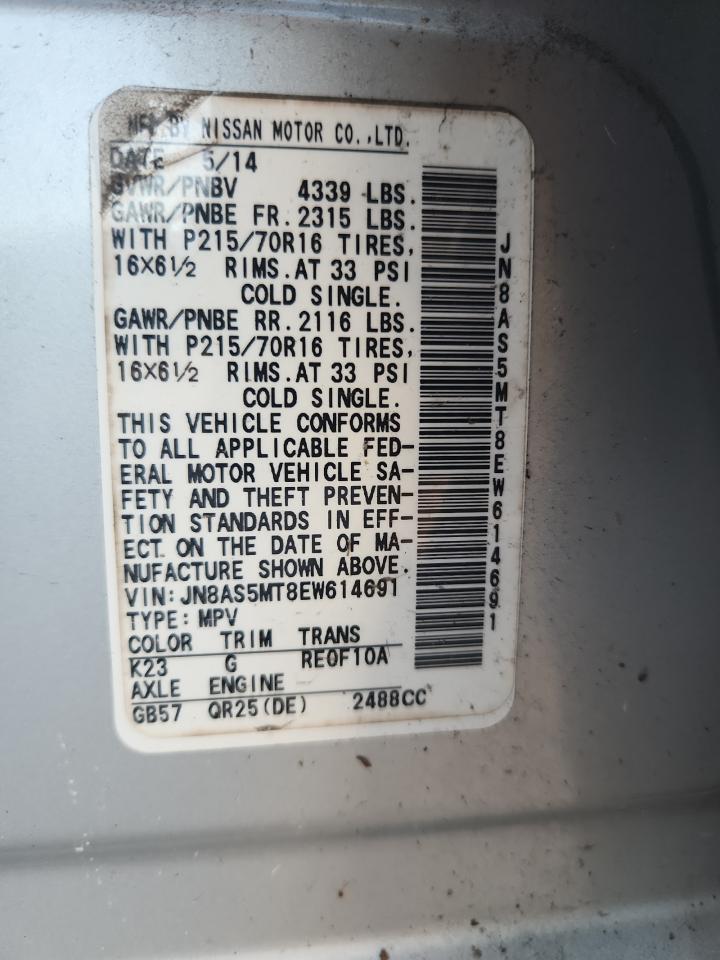 MFD BY NISSAN MOTOR CO.,LTD.
DATE 5/14
GVWR/PNBV 4339 LBS.
GAWR/PNBE FR. 2315 LBS.
WITH P215/70R16 TIRES,
16X6½ RIMS. AT 33 PSI
COLD SINGLE.
GAWR/PNBE RR. 2116 LBS.
WITH P215/70R16 TIRES,
16X6½ RIMS. AT 33 PSI
COLD SINGLE.
THIS VEHICLE CONFORMS
TO ALL APPLICABLE FED-
ERAL MOTOR VEHICLE SA-
FETY AND THEFT PREVEN-
TION STANDARDS IN EFF-
ECT ON THE DATE OF MA-
NUFACTURE SHOWN ABOVE.
VIN: JN8AS5MT8EW614691
TYPE: MPV
COLOR TRIM TRANS
K23 G RE0F10A
AXLE ENGINE
GB57 QR25(DE) 2488CC
JN8AS5MT8EW614691